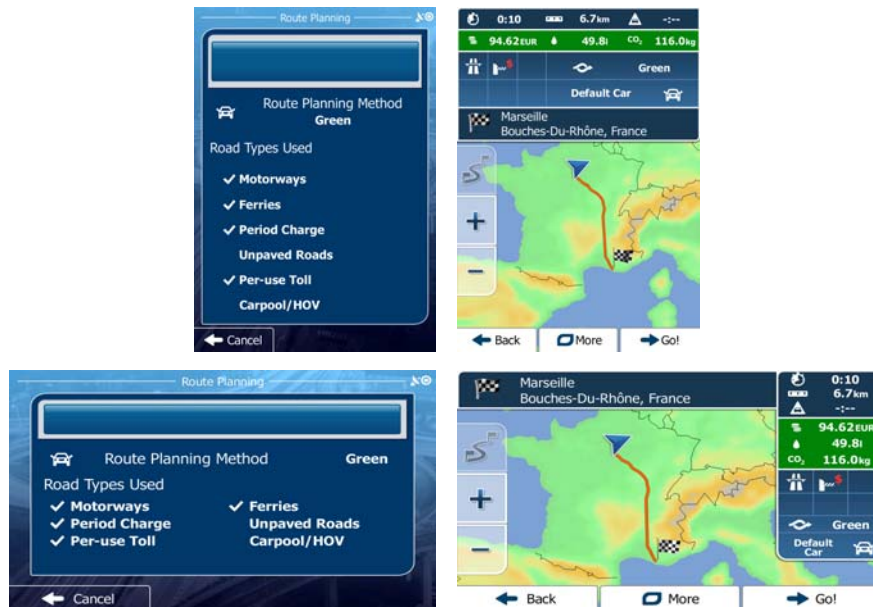 Route Planning
Route Planning Method
Green
Road Types Used
Motorways
Ferries
Period Charge
Unpaved Roads
Per-use Toll
Carpool/HOV
Cancel
0:10 6.7km -:--
94.62EUR 49.8l CO₂ 116.0kg
$ Green
Default Car
Marseille
Bouches-Du-Rhône, France
+
-
Back More Go!
Route Planning
Route Planning Method Green
Road Types Used
Motorways Ferries
Period Charge Unpaved Roads
Per-use Toll Carpool/HOV
Cancel
Marseille
Bouches-Du-Rhône, France
0:10
6.7km
-:--
94.62EUR
49.8l
CO₂ 116.0kg
$
Green
Default
Car
+
-
Back More Go!